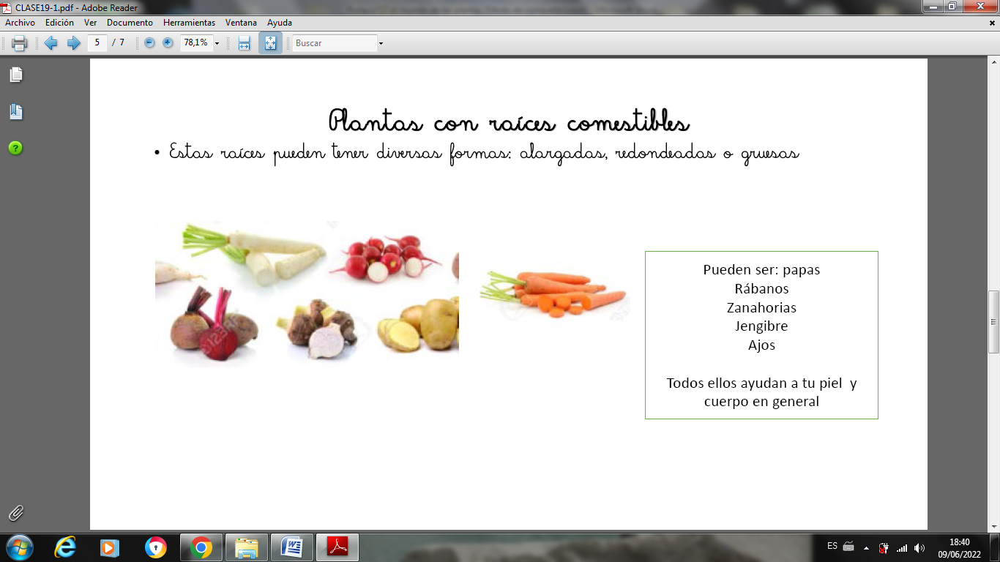 CLASE19-1.pdf - Adobe Reader
Archivo Edición Ver Documento Herramientas Ventana Ayuda
5 / 7 78,1% Buscar
Plantas con raíces comestibles
• Estas raíces pueden tener diversas formas: alargadas, redondeadas o gruesas
Pueden ser: papas
Rábanos
Zanahorias
Jengibre
Ajos
Todos ellos ayudan a tu piel y
cuerpo en general
ES 18:40
09/06/2022